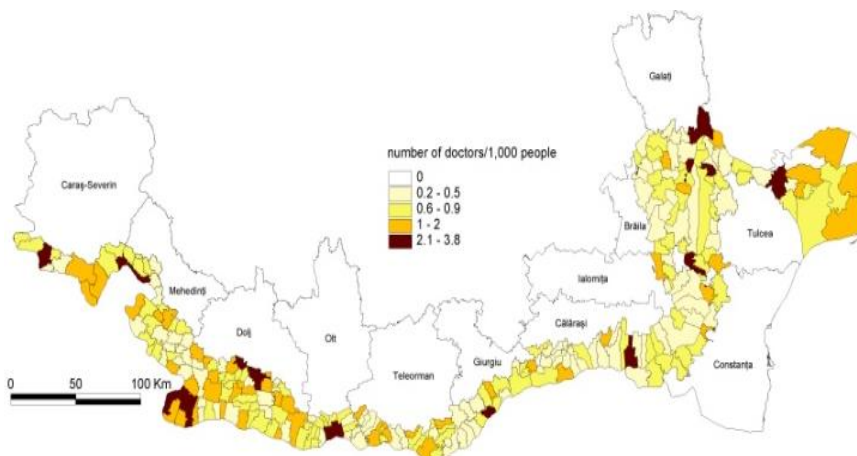 Galați
number of doctors/1,000 people
0
0.2 - 0.5
0.6 - 0.9
1 - 2
2.1 - 3.8
Caraș-Severin
Brăila
Tulcea
Mehedinți
Ialomița
Dolj
Olt
Călărași
Teleorman
Giurgiu
Constanța
0 50 100 Km